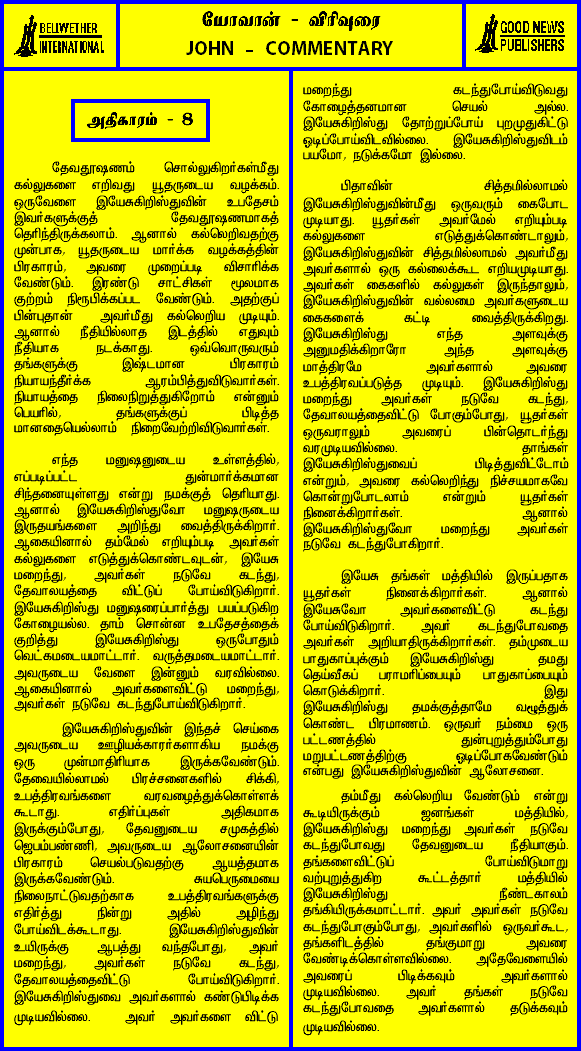 BELWETHER
INTERNATIONAL
யோவான் - விரிவுரை
JOHN - COMMENTARY
GOOD NEWS
PUBLISHERS
அதிகாரம் - 8
தேவதூஷணம் சொல்லுகிறர்கள்மீது
கல்லுகளை எறிவது யூதருடைய வழக்கம்.
ஒருவேளை இயேசுகிறிஸ்துவின் உபதேசம்
இவர்களுக்குத் தேவதூஷணமாகத்
தெரிந்திருக்கலாம். ஆனால் கல்லெறிவதற்கு
முன்பாக, யூதருடைய மார்க்க வழக்கத்தின்
பிரகாரம், அவரை முறைப்படி விசாரிக்க
வேண்டும். இரண்டு சாட்சிகள் மூலமாக
குற்றம் நிரூபிக்கப்பட வேண்டும். அதற்குப்
பின்புதான் அவர்மீது கல்லெறிய முடியும்.
ஆனால் நீதியில்லாத இடத்தில் எதுவும்
நீதியாக நடக்காது. ஒவ்வொருவரும்
தங்களுக்கு இஷ்டமான பிரகாரம்
நியாயந்தீர்க்க ஆரம்பித்துவிடுவார்கள்.
நியாயத்தை நிலைநிறுத்துகிறோம் என்னும்
பெயரில், தங்களுக்குப் பிடித்த
மானதையெல்லாம் நிறைவேற்றிவிடுவார்கள்.
எந்த மனுஷனுடைய உள்ளத்தில்,
எப்படிப்பட்ட துன்மார்க்கமான
சிந்தனையுள்ளது என்று நமக்குத் தெரியாது.
ஆனால் இயேசுகிறிஸ்துவோ மனுஷருடைய
இருதயங்களை அறிந்து வைத்திருக்கிறார்.
ஆகையினால் தம்மேல் எறியும்படி அவர்கள்
கல்லுகளை எடுத்துக்கொண்டவுடன், இயேசு
மறைந்து, அவர்கள் நடுவே கடந்து,
தேவாலயத்தை விட்டுப் போய்விடுகிறார்.
இயேசுகிறிஸ்து மனுஷரைப்பார்த்து பயப்படுகிற
கோழையல்ல. தாம் சொன்ன உபதேசத்தைக்
குறித்து இயேசுகிறிஸ்து ஒருபோதும்
வெட்கமடையமாட்டார். வருத்தமடையமாட்டார்.
அவருடைய வேளை இன்னும் வரவில்லை.
ஆகையினால் அவர்களைவிட்டு மறைந்து,
அவர்கள் நடுவே கடந்துபோய்விடுகிறார்.
இயேசுகிறிஸ்துவின் இந்தச் செய்கை
அவருடைய ஊழியக்காரர்களாகிய நமக்கு
ஒரு முன்மாதிரியாக இருக்கவேண்டும்.
தேவையில்லாமல் பிரச்சனைகளில் சிக்கி,
உபத்திரவங்களை வரவழைத்துக்கொள்ளக்
கூடாது. எதிர்ப்புகள் அதிகமாக
இருக்கும்போது, தேவனுடைய சமுகத்தில்
ஜெபம்பண்ணி, அவருடைய ஆலோசனையின்
பிரகாரம் செயல்படுவதற்கு ஆயத்தமாக
இருக்கவேண்டும். சுயபெருமையை
நிலைநாட்டுவதற்காக உபத்திரவங்களுக்கு
எதிர்த்து நின்று அதில் அழிந்து
போய்விடக்கூடாது. இயேசுகிறிஸ்துவின்
உயிருக்கு ஆபத்து வந்தபோது, அவர்
மறைந்து, அவர்கள் நடுவே கடந்து,
தேவாலயத்தைவிட்டு போய்விடுகிறார்.
இயேசுகிறிஸ்துவை அவர்களால் கண்டுபிடிக்க
முடியவில்லை. அவர் அவர்களை விட்டு
மறைந்து கடந்துபோய்விடுவது
கோழைத்தனமான செயல் அல்ல.
இயேசுகிறிஸ்து தோற்றுப்போய் புறமுதுகிட்டு
ஓடிப்போய்விடவில்லை. இயேசுகிறிஸ்துவிடம்
பயமோ, நடுக்கமோ இல்லை.
பிதாவின் சித்தமில்லாமல்
இயேசுகிறிஸ்துவின்மீது ஒருவரும் கைபோட
முடியாது. யூதர்கள் அவர்மேல் எறியும்படி
கல்லுகளை எடுத்துக்கொண்டாலும்,
இயேசுகிறிஸ்துவின் சித்தமில்லாமல் அவர்மீது
அவர்களால் ஒரு கல்லைக்கூட எறியமுடியாது.
அவர்கள் கைகளில் கல்லுகள் இருந்தாலும்,
இயேசுகிறிஸ்துவின் வல்லமை அவர்களுடைய
கைகளைக் கட்டி வைத்திருக்கிறது.
இயேசுகிறிஸ்து எந்த அளவுக்கு
அனுமதிக்கிறாரோ அந்த அளவுக்கு
மாத்திரமே அவர்களால் அவரை
உபத்திரவப்படுத்த முடியும். இயேசுகிறிஸ்து
மறைந்து அவர்கள் நடுவே கடந்து,
தேவாலயத்தைவிட்டு போகும்போது, யூதர்கள்
ஒருவராலும் அவரைப் பின்தொடர்ந்து
வரமுடியவில்லை. தாங்கள்
இயேசுகிறிஸ்துவைப் பிடித்துவிட்டோம்
என்றும், அவரை கல்லெறிந்து நிச்சயமாகவே
கொன்றுபோடலாம் என்றும் யூதர்கள்
நினைக்கிறார்கள். ஆனால்
இயேசுகிறிஸ்துவோ மறைந்து அவர்கள்
நடுவே கடந்துபோகிறார்.
இயேசு தங்கள் மத்தியில் இருப்பதாக
யூதர்கள் நினைக்கிறார்கள். ஆனால்
இயேசுவோ அவர்களைவிட்டு கடந்து
போய்விடுகிறார். அவர் கடந்துபோவதை
அவர்கள் அறியாதிருக்கிறார்கள். தம்முடைய
பாதுகாப்புக்கும் இயேசுகிறிஸ்து தமது
தெய்வீகப் பராமரிப்பையும் பாதுகாப்பையும்
கொடுக்கிறார். இது
இயேசுகிறிஸ்து தமக்குத்தாமே வழுத்துக்
கொண்ட பிரமாணம். ஒருவர் நம்மை ஒரு
பட்டணத்தில் துன்புறுத்தும்போது
மறுபட்டணத்திற்கு ஓடிப்போகவேண்டும்
என்பது இயேசுகிறிஸ்துவின் ஆலோசனை.
தம்மீது கல்லெறிய வேண்டும் என்று
கூடியிருக்கும் ஜனங்கள் மத்தியில்,
இயேசுகிறிஸ்து மறைந்து அவர்கள் நடுவே
கடந்துபோவது தேவனுடைய நீதியாகும்.
தங்களைவிட்டுப் போய்விடுமாறு
வற்புறுத்துகிற கூட்டத்தார் மத்தியில்
இயேசுகிறிஸ்து நீண்டகாலம்
தங்கியிருக்கமாட்டார். அவர் அவர்கள் நடுவே
கடந்துபோகும்போது, அவர்களில் ஒருவர்கூட,
தங்களிடத்தில் தங்குமாறு அவரை
வேண்டிக்கொள்ளவில்லை. அதேவேளையில்
அவரைப் பிடிக்கவும் அவர்களால்
முடியவில்லை. அவர் தங்கள் நடுவே
கடந்துபோவதை அவர்களால் தடுக்கவும்
முடியவில்லை.